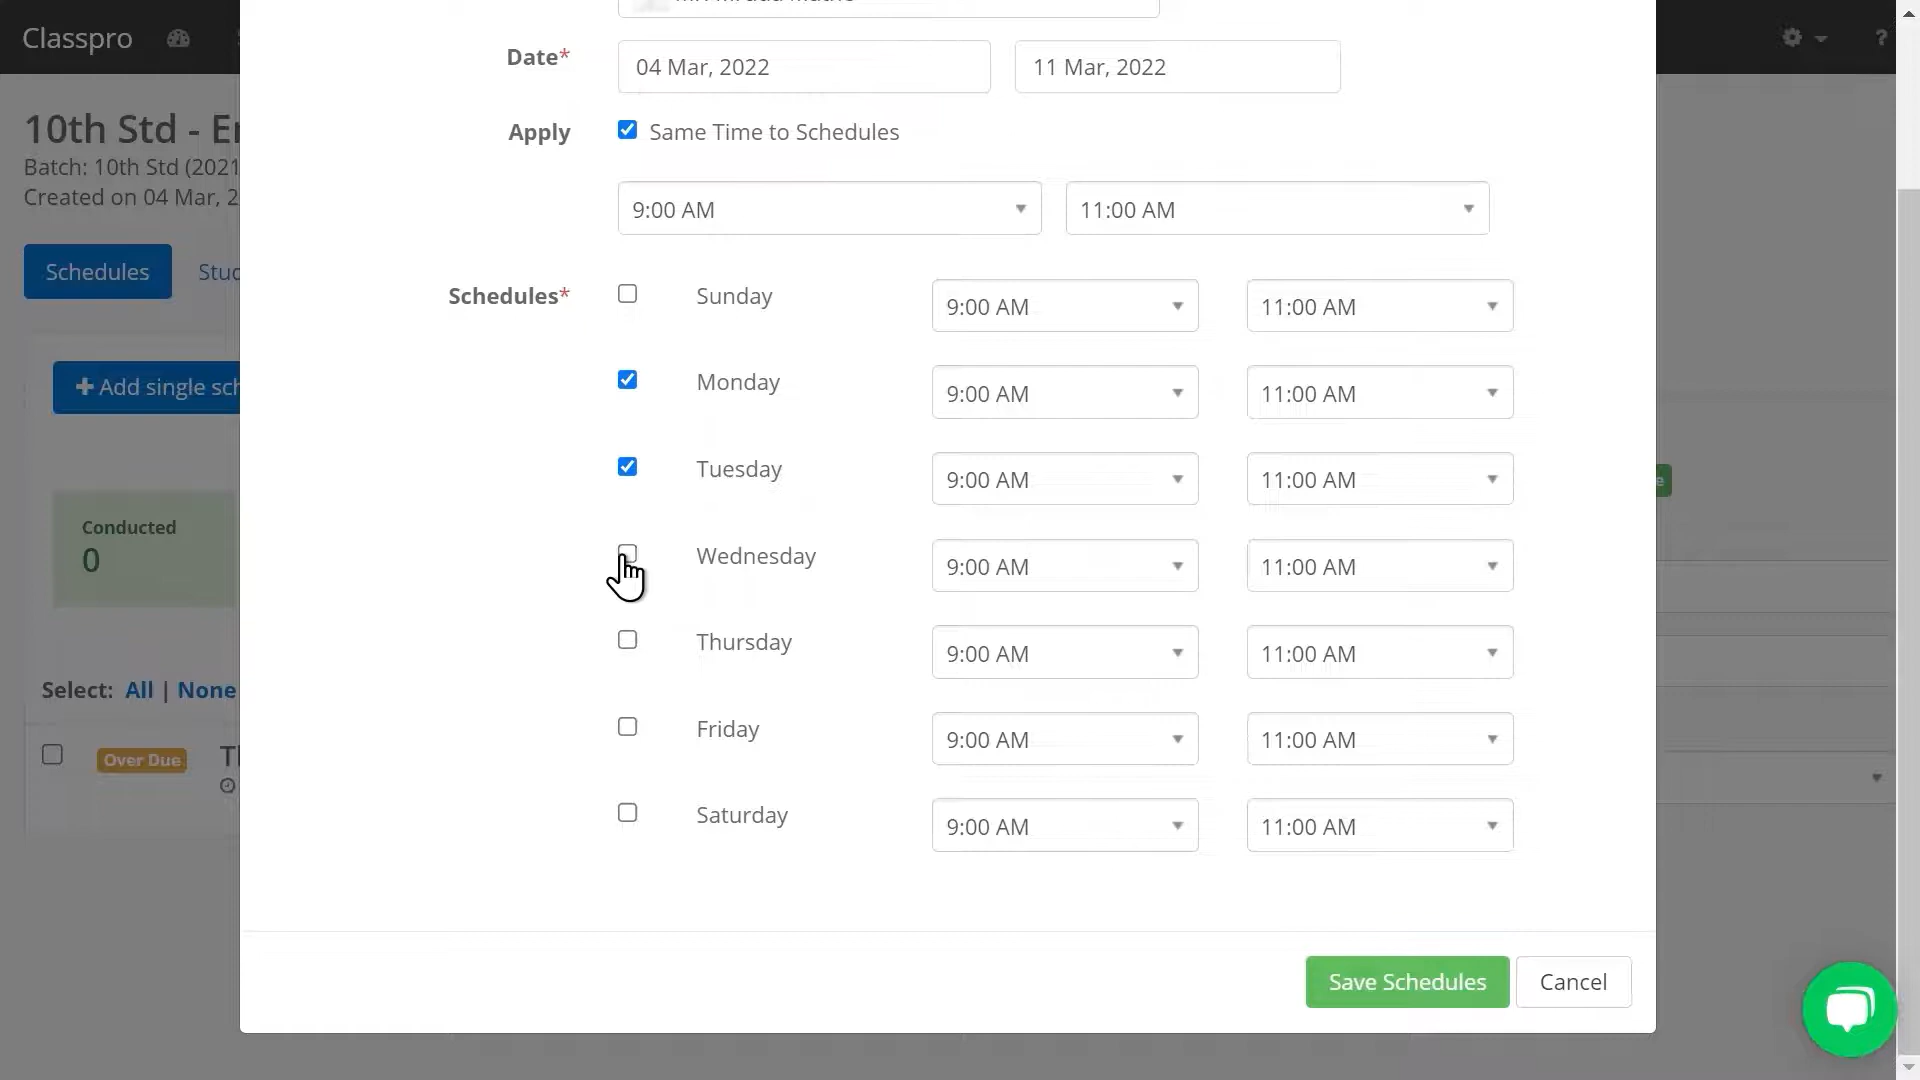 Classpro
?
Date*
04 Mar, 2022
11 Mar, 2022
10th Std - E
Batch: 10th Std (2021
Created on 04 Mar, 2
Apply
Same Time to Schedules
9:00 AM
11:00 AM
Schedules
Stud
Schedules*
Sunday
9:00 AM
11:00 AM
+ Add single sch
Monday
9:00 AM
11:00 AM
Tuesday
9:00 AM
11:00 AM
e
Conducted
0
Wednesday
9:00 AM
11:00 AM
Thursday
9:00 AM
11:00 AM
Select: All | None
Friday
9:00 AM
11:00 AM
Over Due
Saturday
9:00 AM
11:00 AM
Save Schedules
Cancel